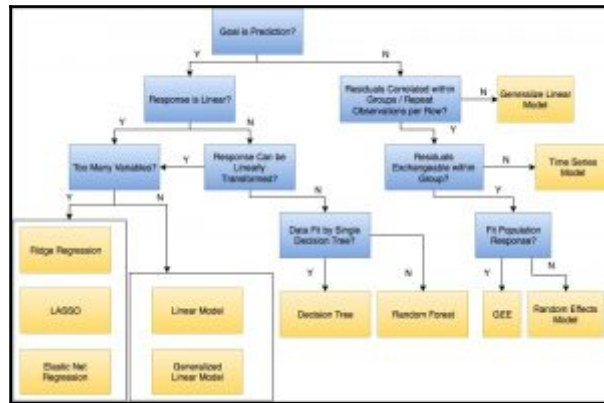 Goal is Prediction?
Y
N
Response is Linear?
Residuals Correlated within
Groups / Repeat
Observations per Row?
N
Generalize Linear
Model
Y
N
Y
Too Many Variables?
Y
Response Can be
Linearly
Transformed?
Residuals
Exchangeable within
Group?
N
Time Series
Model
Y
N
N
Y
Ridge Regression
Data Fit by Single
Decision Tree?
Fit Population
Response?
Y
N
Y
N
LASSO
Linear Model
Decision Tree
Random Forest
GEE
Random Effects
Model
Elastic Net
Regression
Generalized
Linear Model